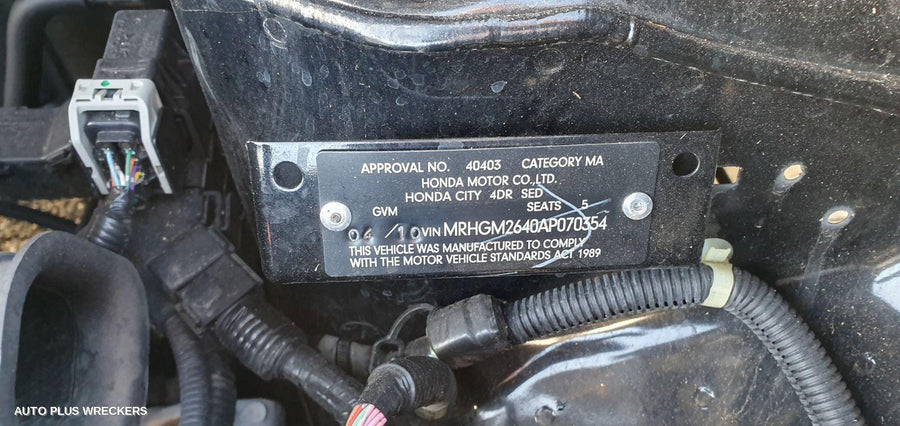 APPROVAL NO. 40403 CATEGORY MA
HONDA MOTOR CO.,LTD.
HONDA CITY 4DR SED
GVM SEATS 5
04 /10 VIN MRHGM2640AP070354
THIS VEHICLE WAS MANUFACTURED TO COMPLY
WITH THE MOTOR VEHICLE STANDARDS ACT 1989
AUTO PLUS WRECKERS